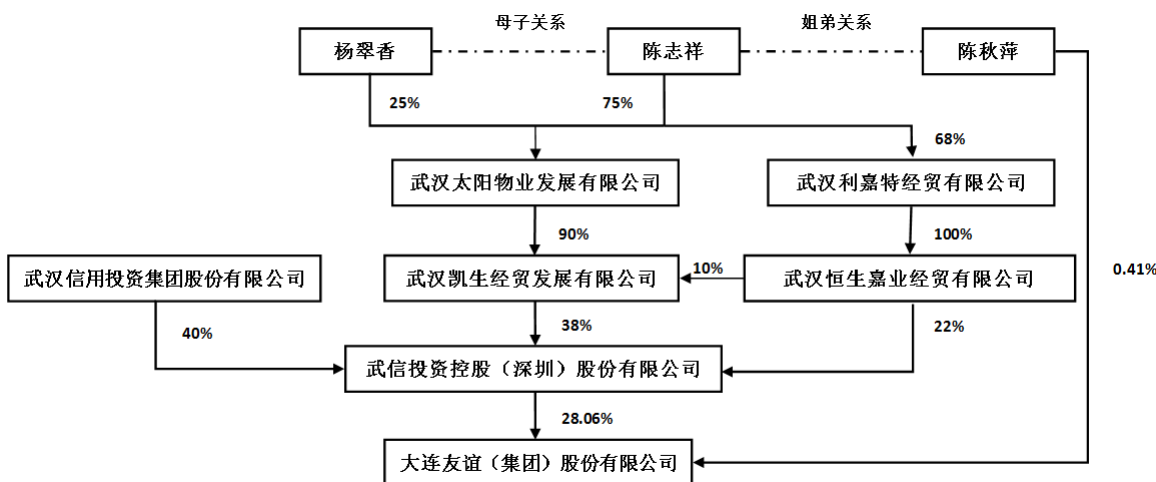 母子关系
姐弟关系
杨翠香
陈志祥
陈秋萍
25%
75%
68%
武汉太阳物业发展有限公司
武汉利嘉特经贸有限公司
90%
100%
武汉信用投资集团股份有限公司
武汉凯生经贸发展有限公司
10%
武汉恒生嘉业经贸有限公司
0.41%
40%
38%
22%
武信投资控股（深圳）股份有限公司
28.06%
大连友谊（集团）股份有限公司